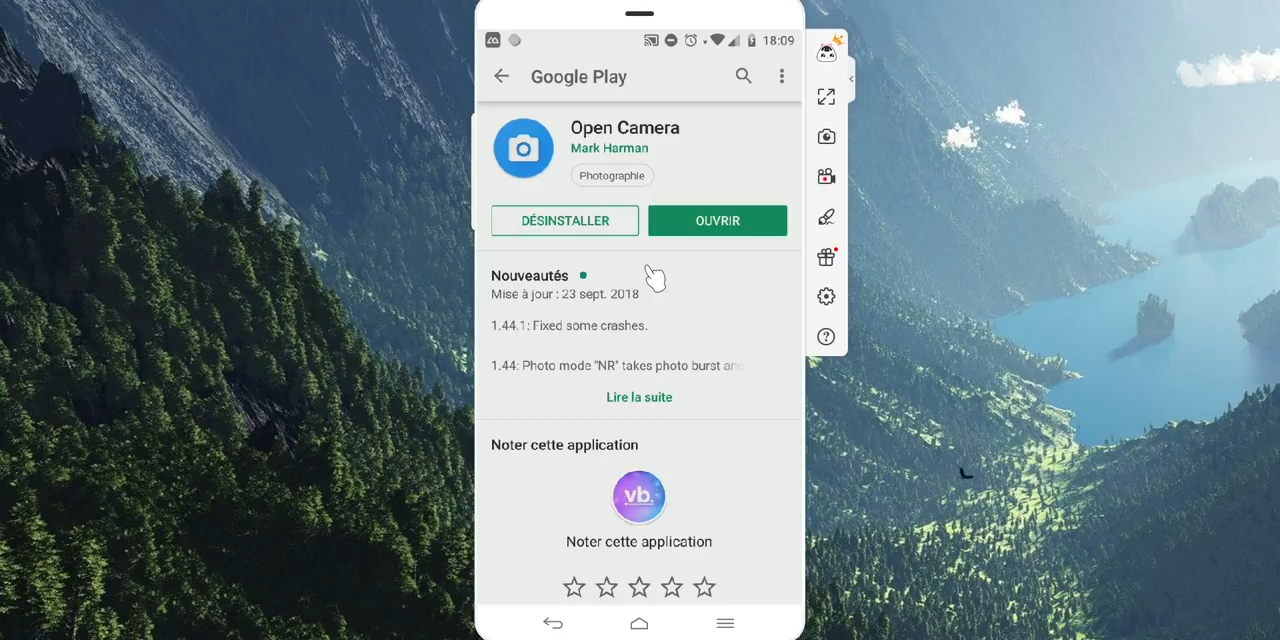 18:09
Google Play
Open Camera
Mark Harman
Photographie
DÉSINSTALLER
OUVRIR
Nouveautés
Mise à jour : 23 sept. 2018
1.44.1: Fixed some crashes.
1.44: Photo mode "NR" takes photo burst and
Lire la suite
Noter cette application
vb.
Noter cette application